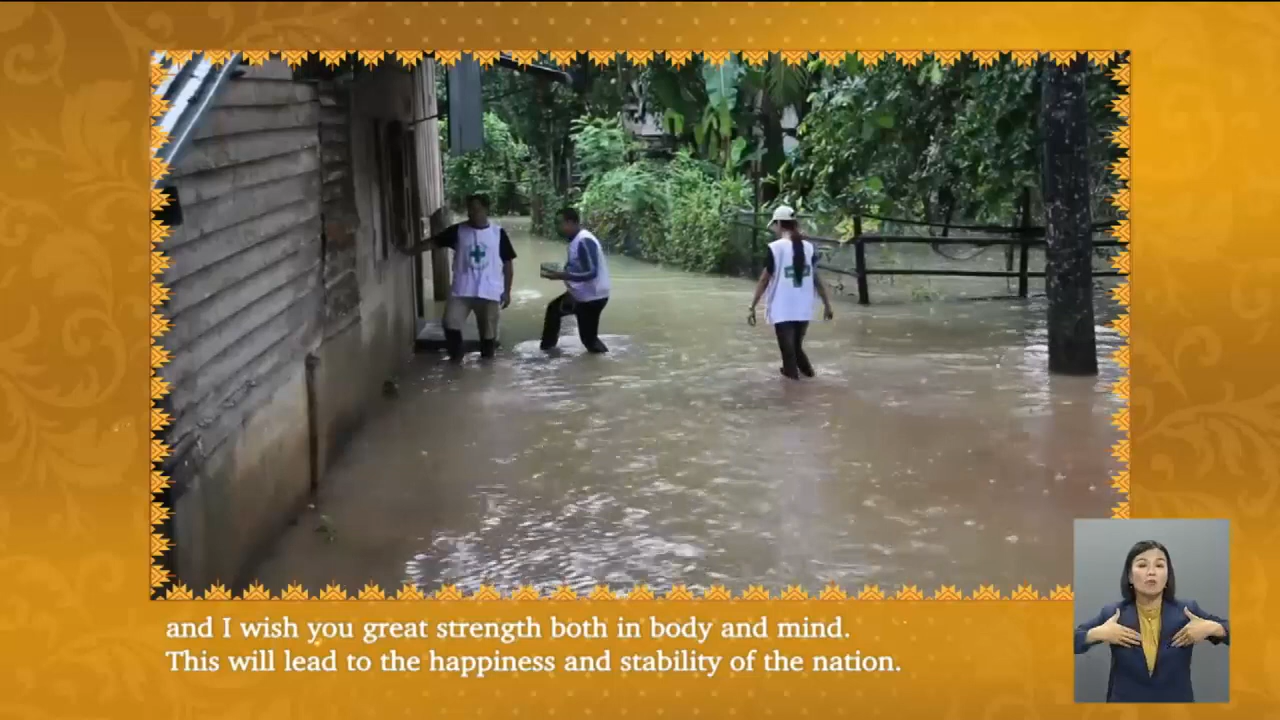 and I wish you great strength both in body and mind.
This will lead to the happiness and stability of the nation.